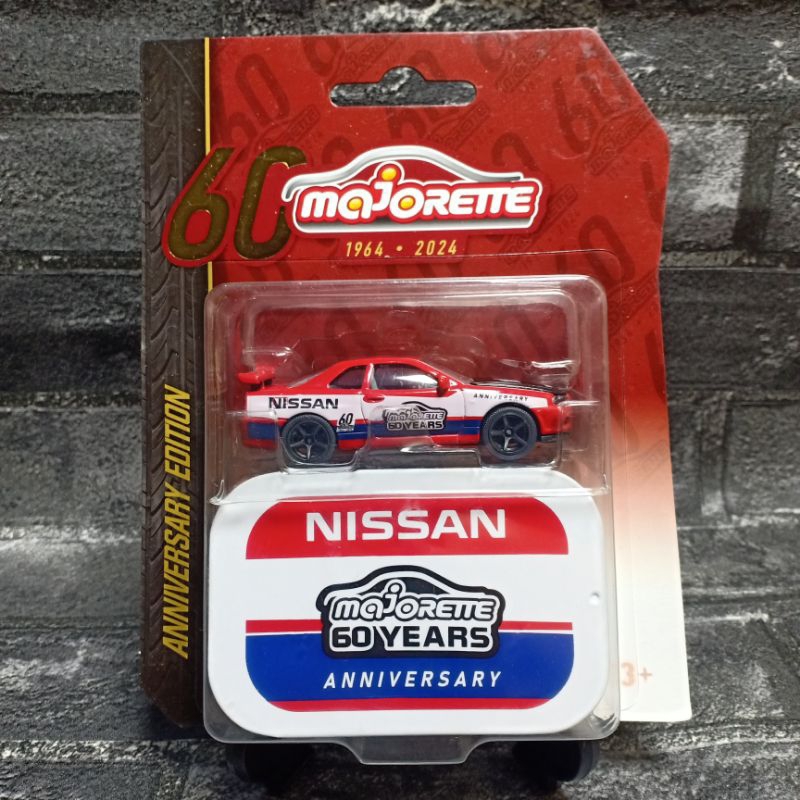 60
MAJORETTE
1964 • 2024
ANNIVERSARY EDITION
NISSAN
60
MAJORETTE
60 YEARS
ANNIVERSARY
NISSAN
MAJORETTE
60 YEARS
ANNIVERSARY
3+